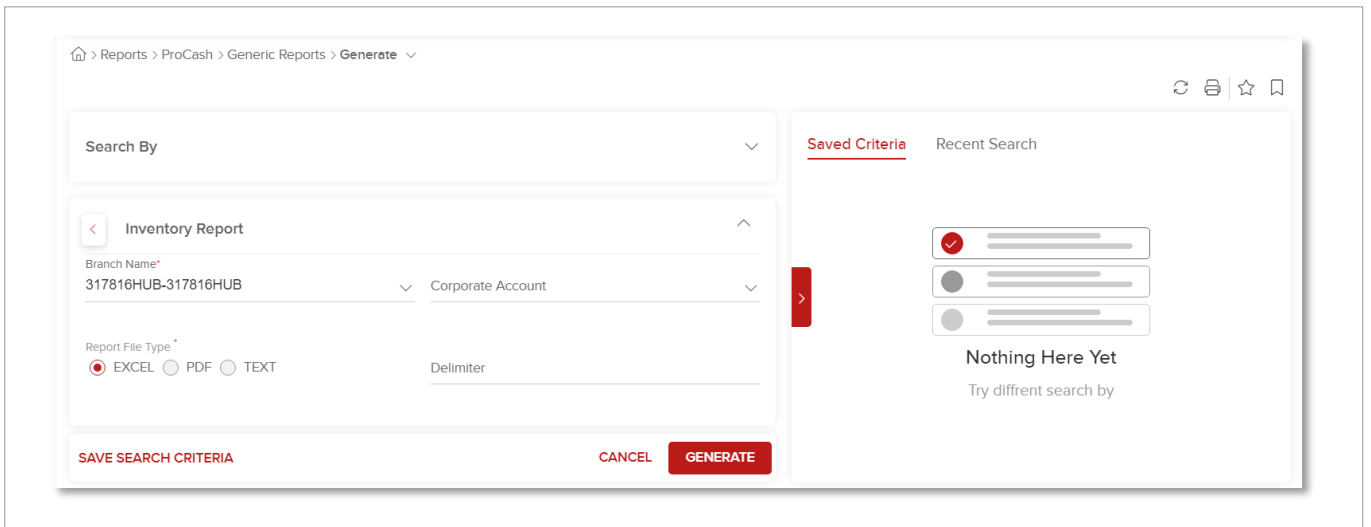 > Reports > ProCash > Generic Reports > Generate
Search By
Inventory Report
Branch Name*
317816HUB-317816HUB
Corporate Account
Report File Type *
EXCEL PDF TEXT
Delimiter
SAVE SEARCH CRITERIA
CANCEL GENERATE
Saved Criteria Recent Search
Nothing Here Yet
Try diffrent search by